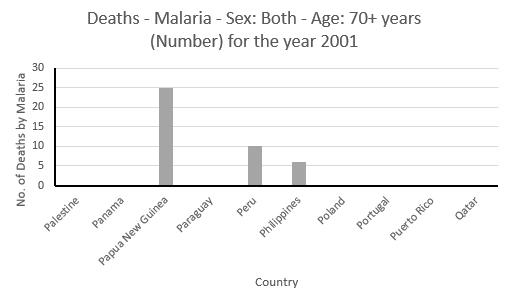 Deaths - Malaria - Sex: Both - Age: 70+ years
(Number) for the year 2001
No. of Deaths by Malaria
30
25
20
15
10
5
0
Palestine
Panama
Papua New Guinea
Paraguay
Peru
Philippines
Poland
Portugal
Puerto Rico
Qatar
Country